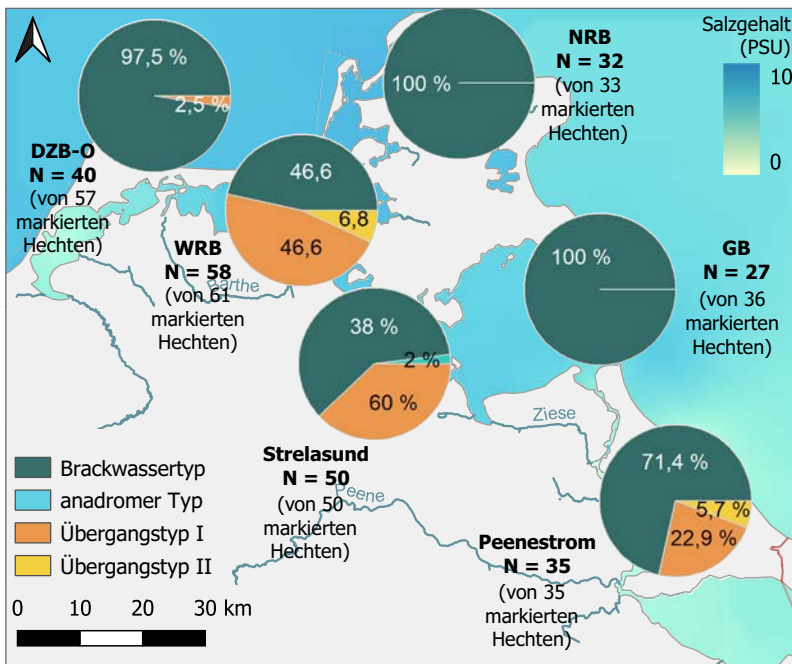 97,5 %
2,5 %
DZB-O
N = 40
(von 57
markierten
Hechten)
100 %
NRB
N = 32
(von 33
markierten
Hechten)
Salzgehalt
(PSU)
10
0
46,6
6,8
46,6
WRB
N = 58
(von 61
markierten
Hechten)
Barthe
100 %
GB
N = 27
(von 36
markierten
Hechten)
38 %
2 %
60 %
Strelasund
N = 50
(von 50
markierten
Hechten)
Ziese
Peene
71,4 %
5,7 %
22,9 %
Peenestrom
N = 35
(von 35
markierten
Hechten)
Brackwassertyp
anadromer Typ
Übergangstyp I
Übergangstyp II
0 10 20 30 km